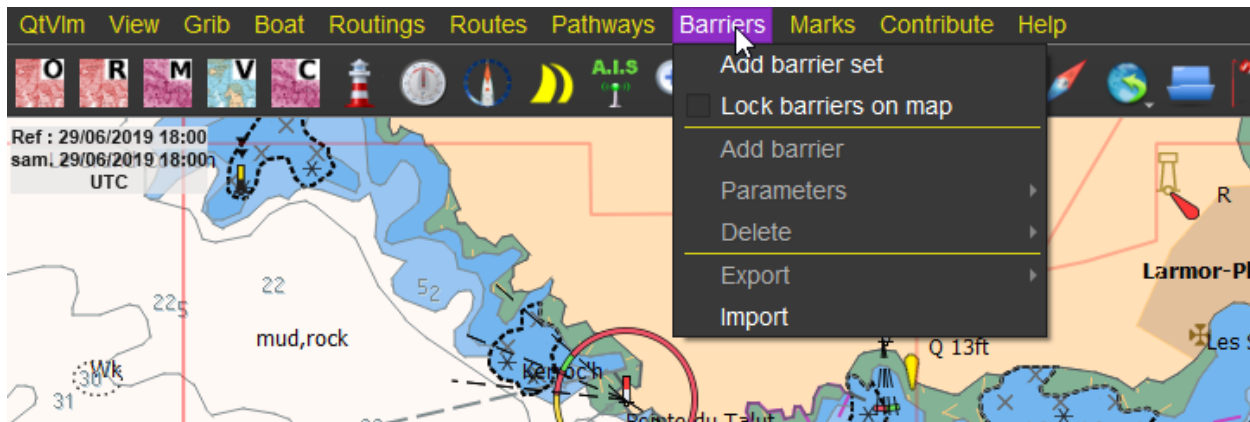 QtVlm View Grib Boat Routings Routes Pathways Barriers Marks Contribute Help
O R M V C A.I.S
Add barrier set
Lock barriers on map
Add barrier
Parameters
Delete
Export
Import
Ref : 29/06/2019 18:00
sam. 29/06/2019 18:00
UTC
R
Larmor-Pl
22
52
225
mud,rock
Q 13ft
Les S
Wk
30
31
Kerroc'h
Pointe du Talut